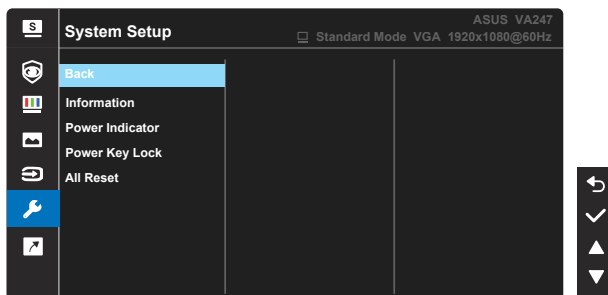 S
System Setup
ASUS VA247
Standard Mode VGA 1920x1080@60Hz
Back
Information
Power Indicator
Power Key Lock
All Reset